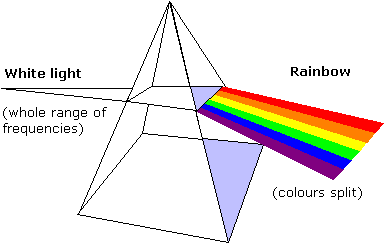 White light
Rainbow
(whole range of
frequencies)
(colours split)